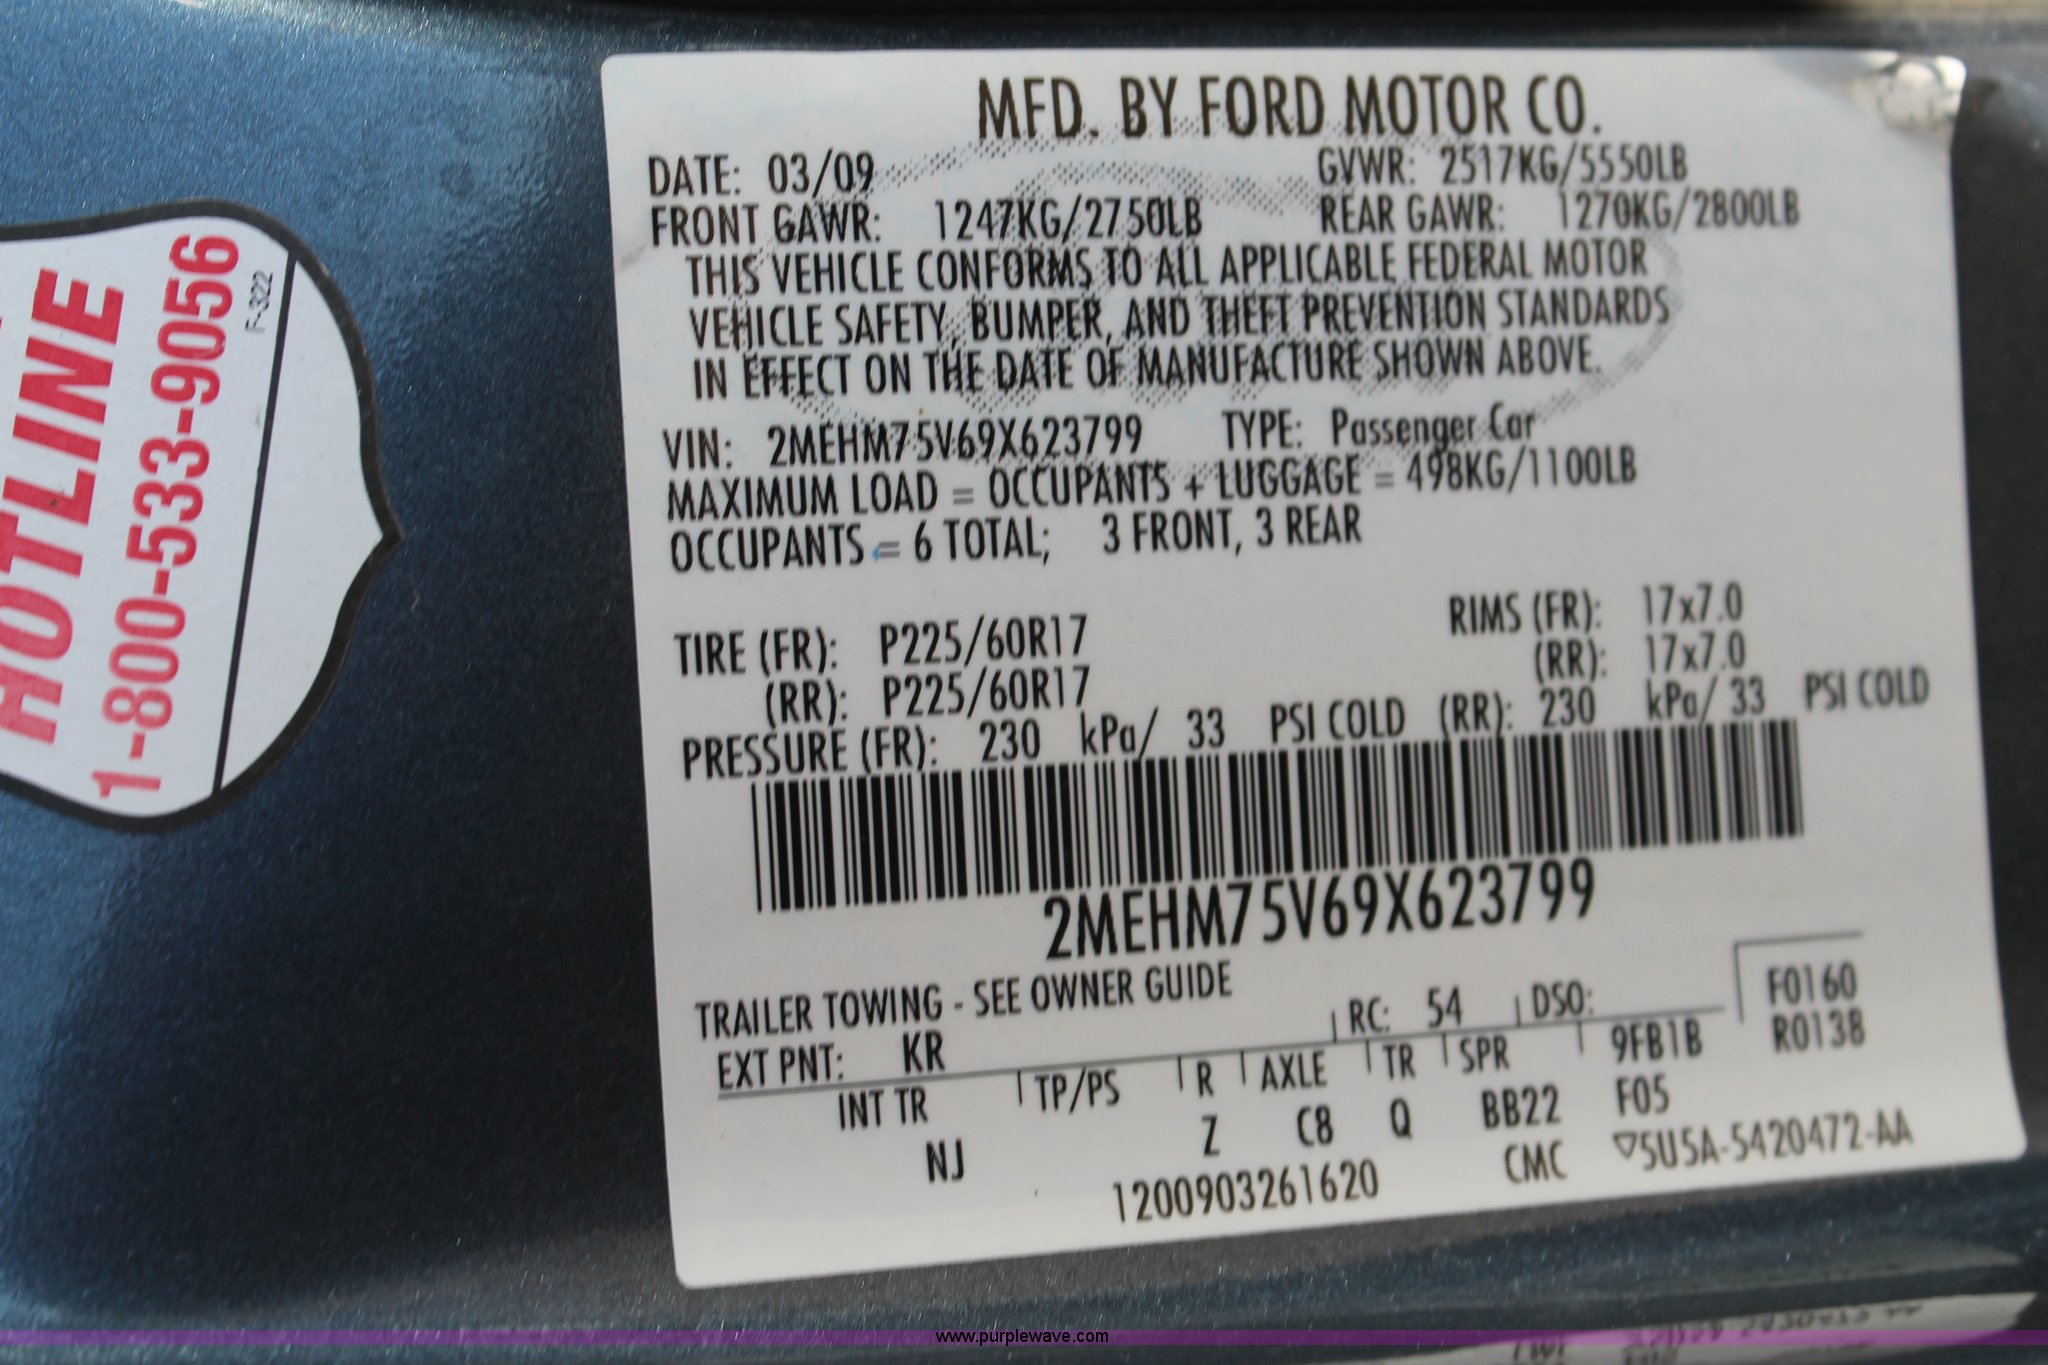 HOTLINE
1-800-533-9056
F-322
MFD. BY FORD MOTOR CO.
DATE: 03/09 GVWR: 2517KG/5550LB
FRONT GAWR: 1247KG/2750LB REAR GAWR: 1270KG/2800LB
THIS VEHICLE CONFORMS TO ALL APPLICABLE FEDERAL MOTOR
VEHICLE SAFETY, BUMPER, AND THEFT PREVENTION STANDARDS
IN EFFECT ON THE DATE OF MANUFACTURE SHOWN ABOVE.
VIN: 2MEHM75V69X623799 TYPE: Passenger Car
MAXIMUM LOAD = OCCUPANTS + LUGGAGE = 498KG/1100LB
OCCUPANTS = 6 TOTAL; 3 FRONT, 3 REAR
TIRE (FR): P225/60R17 RIMS (FR): 17x7.0
(RR): P225/60R17 (RR): 17x7.0
PRESSURE (FR): 230 kPa/ 33 PSI COLD (RR): 230 kPa/ 33 PSI COLD
2MEHM75V69X623799
TRAILER TOWING - SEE OWNER GUIDE
EXT PNT: KR RC: 54 DSO: F0160
INT TR TP/PS R AXLE TR SPR 9FB1B R0138
NJ Z C8 Q BB22 F05
1200903261620 CMC ▽5U5A-5420472-AA
www.purplewave.com